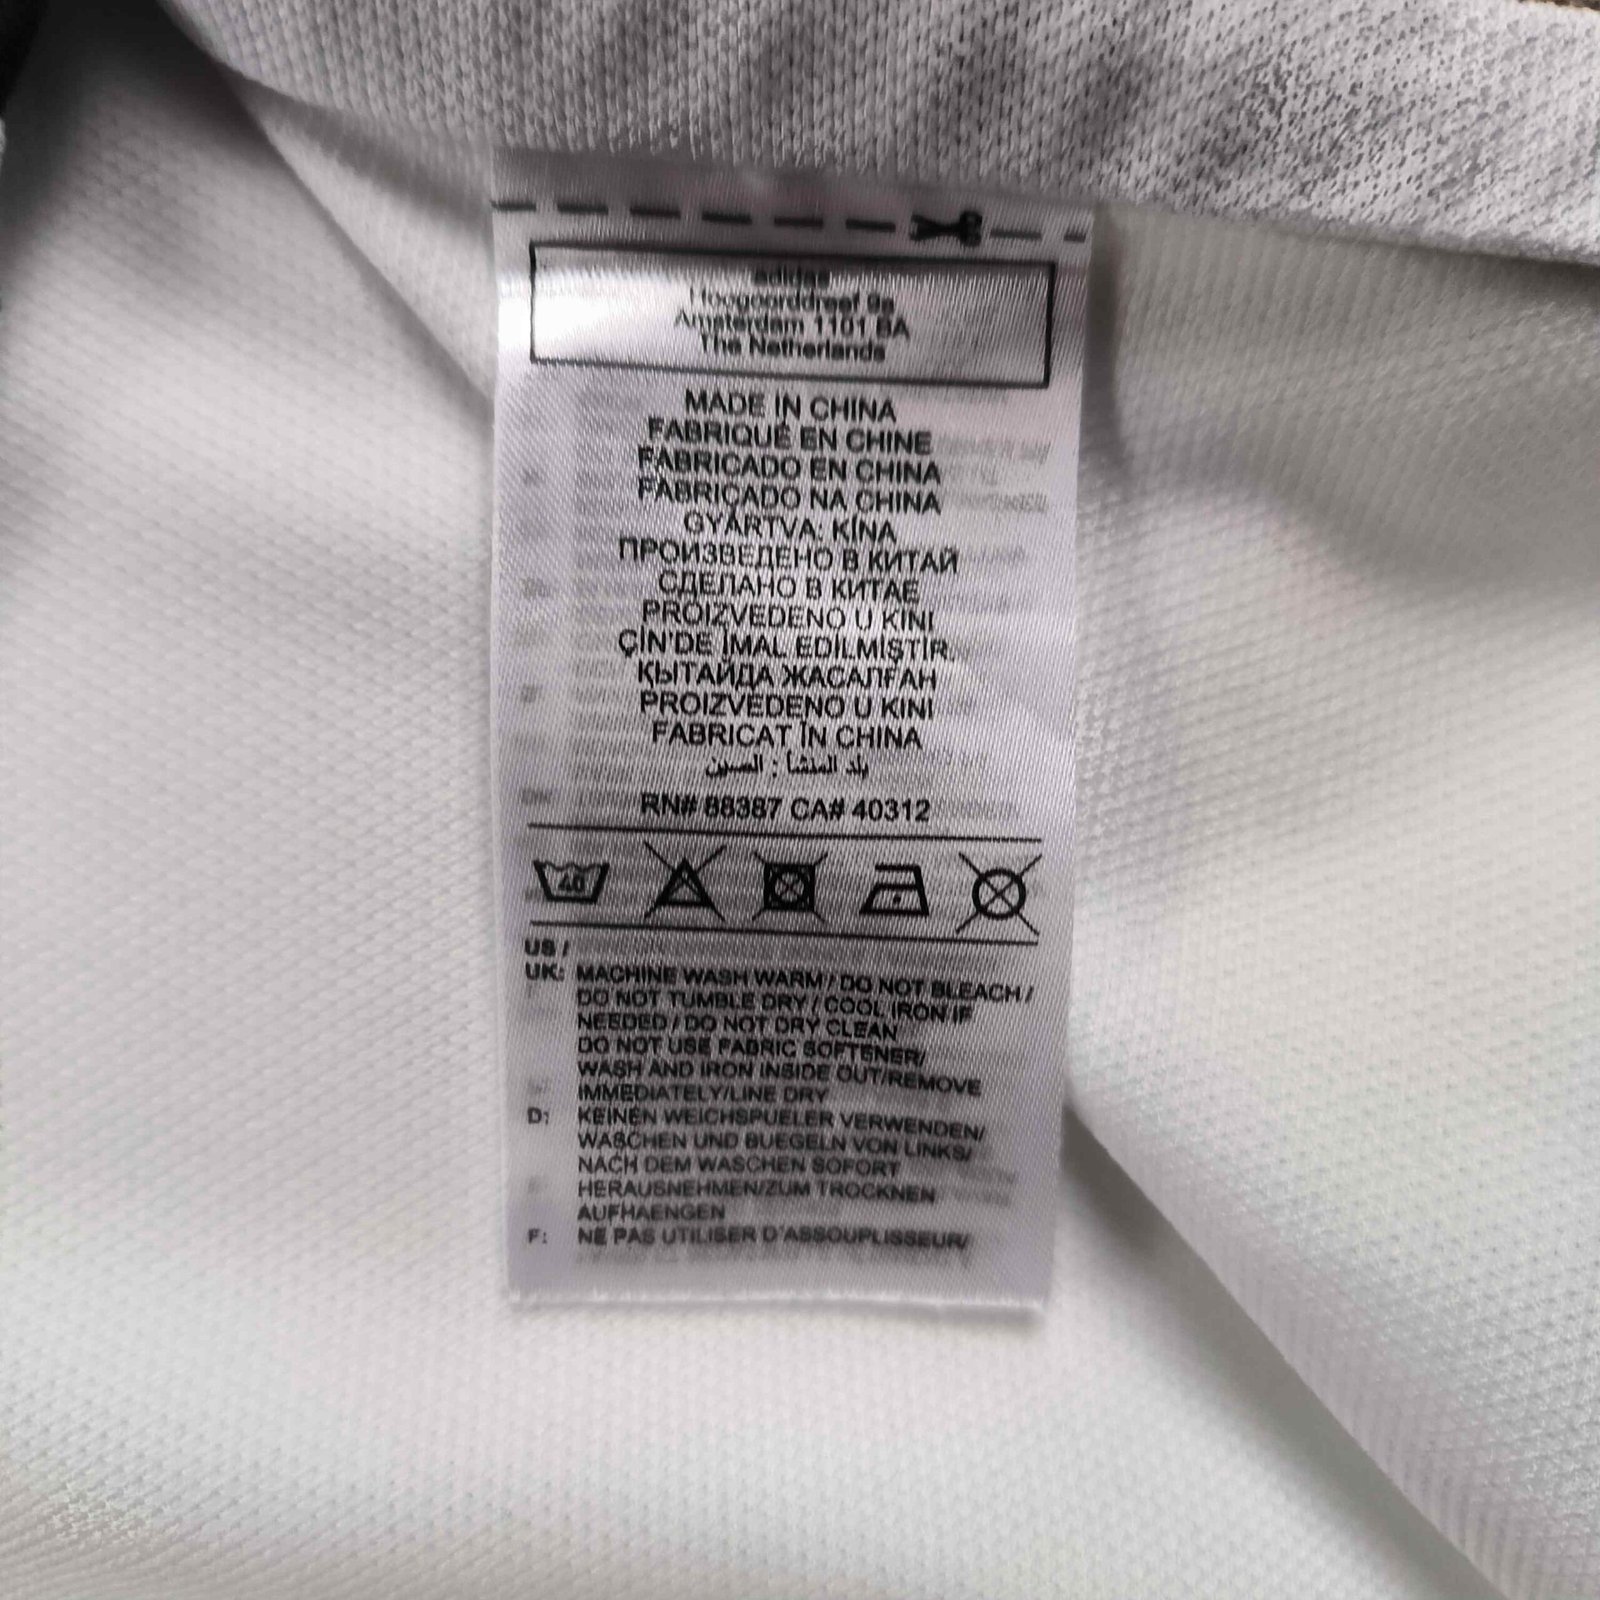 adidas
Hoogoorddreef 9a
Amsterdam 1101 BA
The Netherlands
MADE IN CHINA
FABRIQUÉ EN CHINE
FABRICADO EN CHINA
FABRICADO NA CHINA
GYÁRTVA: KÍNA
ПРОИЗВЕДЕНО В КИТАЙ
СДЕЛАНО В КИТАЕ
PROIZVEDENO U KINI
ÇİN'DE İMAL EDİLMİŞTİR.
ҚЫТАЙДА ЖАСАЛҒАН
PROIZVEDENO U KINI
FABRICAT ÎN CHINA
بلد المنشأ : الصين
RN# 88387 CA# 40312
40
US /
UK: MACHINE WASH WARM / DO NOT BLEACH /
DO NOT TUMBLE DRY / COOL IRON IF
NEEDED / DO NOT DRY CLEAN
DO NOT USE FABRIC SOFTENER/
WASH AND IRON INSIDE OUT/REMOVE
IMMEDIATELY/LINE DRY
D: KEINEN WEICHSPUELER VERWENDEN/
WASCHEN UND BUEGELN VON LINKS/
NACH DEM WASCHEN SOFORT
HERAUSNEHMEN/ZUM TROCKNEN
AUFHAENGEN
F: NE PAS UTILISER D'ASSOUPLISSEUR/